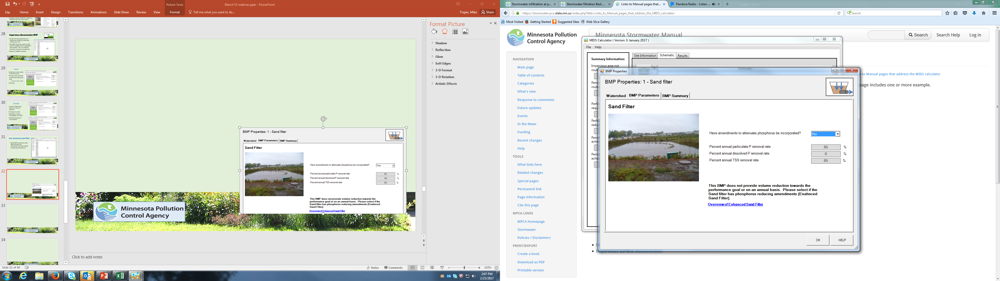 Picture Tools
March 15 webinar.pptx - PowerPoint
File
Home
Insert
Design
Transitions
Animations
Slide Show
Review
View
Format
Tell me what you want to do...
Trojan, Mike
Share
28
Impervious disconnection BMP
29
Inputs
30
Example
31
Iron enhanced sand filter
32
33
34
BMP Properties: 1 - Sand filter
Watershed BMP Parameters BMP Summary
Sand Filter
Have amendments to attenuate phosphorus be incorporated? Yes
Percent annual particulate P removal rate 85 %
Percent annual dissolved P removal rate 40 %
Percent annual TSS removal rate 85 %
This BMP does not provide volume reduction towards the
performance goal or on an annual basis. Please select if the
Sand filter has phosphorus reducing amendments (Enahnced
Sand Filter).
Overview of Enhanced Sand Filter
Minnesota Pollution
Control Agency
Click to add notes
Format Picture
Shadow
Reflection
Glow
Soft Edges
3-D Format
3-D Rotation
Artistic Effects
Slide 32 of 40
Notes
Comments
103%
2:07 PM
2/23/2017
Stormwater infiltration at p...
Stormwater filtration Best ...
Links to Manual pages that...
Pandora Radio - Listen ...
https://stormwater.pca.state.mn.us/index.php?title=Links_to_Manual_pages_that_address_the_MIDS_calculator
Search
Most Visited
Getting Started
Suggested Sites
Web Slice Gallery
Minnesota Pollution
Control Agency
Minnesota Stormwater Manual
Search
Search Help
Log in
NAVIGATION
Main page
Table of contents
Categories
What's new
Response to comments
Future updates
Events
In the News
Funding
Recent changes
Help
TOOLS
What links here
Related changes
Special pages
Permanent link
Page information
Cite this page
MPCA LINKS
MPCA Homepage
Stormwater
Policies / Disclaimers
PRINT/EXPORT
Create a book
Download as PDF
Printable version
MIDS Calculator ( Version 3: January 2017 )
File Help
Summary Information:
Impervious area not
Site Information
Schematic
Results
to Manual pages that address the MIDS calculator
page includes one or more example.
BMP Properties
BMP Properties: 1 - Sand filter
Watershed BMP Parameters BMP Summary
Sand Filter
Have amendments to attenuate phosphorus be incorporated? No
Percent annual particulate P removal rate 85 %
Percent annual dissolved P removal rate 0 %
Percent annual TSS removal rate 85 %
This BMP does not provide volume reduction towards the
performance goal or on an annual basis. Please select if the
Sand filter has phosphorus reducing amendments (Enahnced
Sand Filter).
Overview of Enhanced Sand Filter
OK
HELP
Impervious surface disconnection